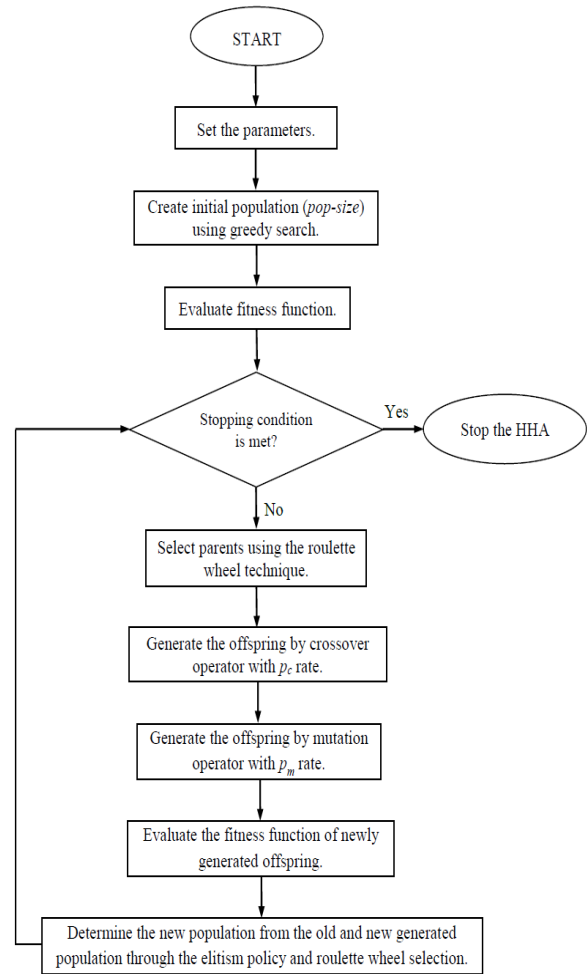 START
Set the parameters.
Create initial population (pop-size)
using greedy search.
Evaluate fitness function.
Stopping condition
is met?
Yes
Stop the HHA
No
Select parents using the roulette
wheel technique.
Generate the offspring by crossover
operator with pc rate.
Generate the offspring by mutation
operator with pm rate.
Evaluate the fitness function of newly
generated offspring.
Determine the new population from the old and new generated
population through the elitism policy and roulette wheel selection.